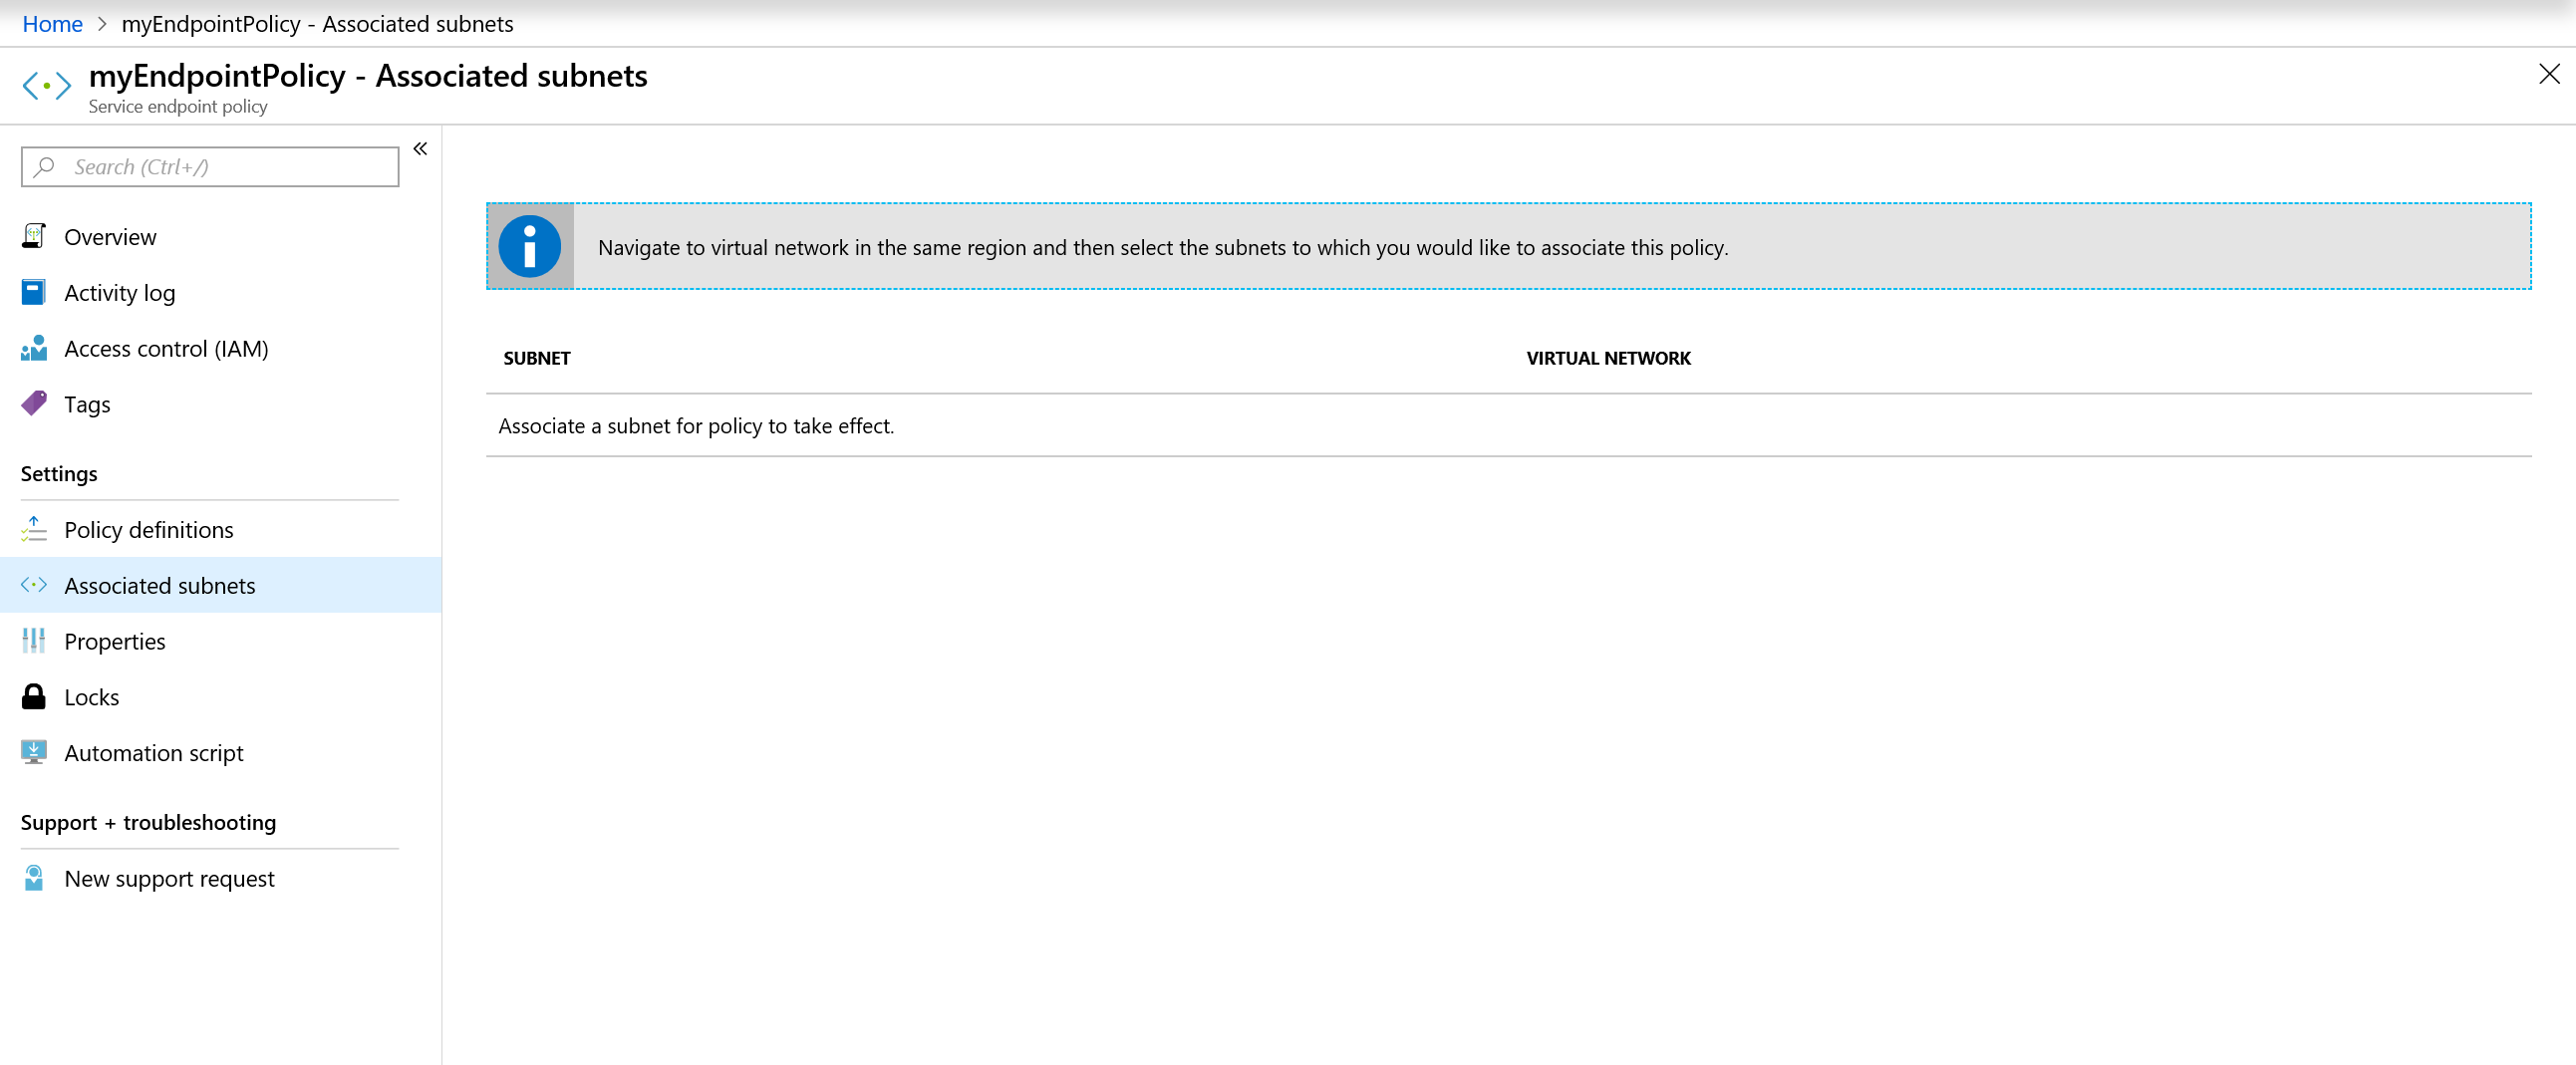 Home > myEndpointPolicy - Associated subnets
myEndpointPolicy - Associated subnets
Service endpoint policy
Search (Ctrl+/)
Overview
Activity log
Access control (IAM)
Tags
Settings
Policy definitions
Associated subnets
Properties
Locks
Automation script
Support + troubleshooting
New support request
Navigate to virtual network in the same region and then select the subnets to which you would like to associate this policy.
SUBNET VIRTUAL NETWORK
Associate a subnet for policy to take effect.